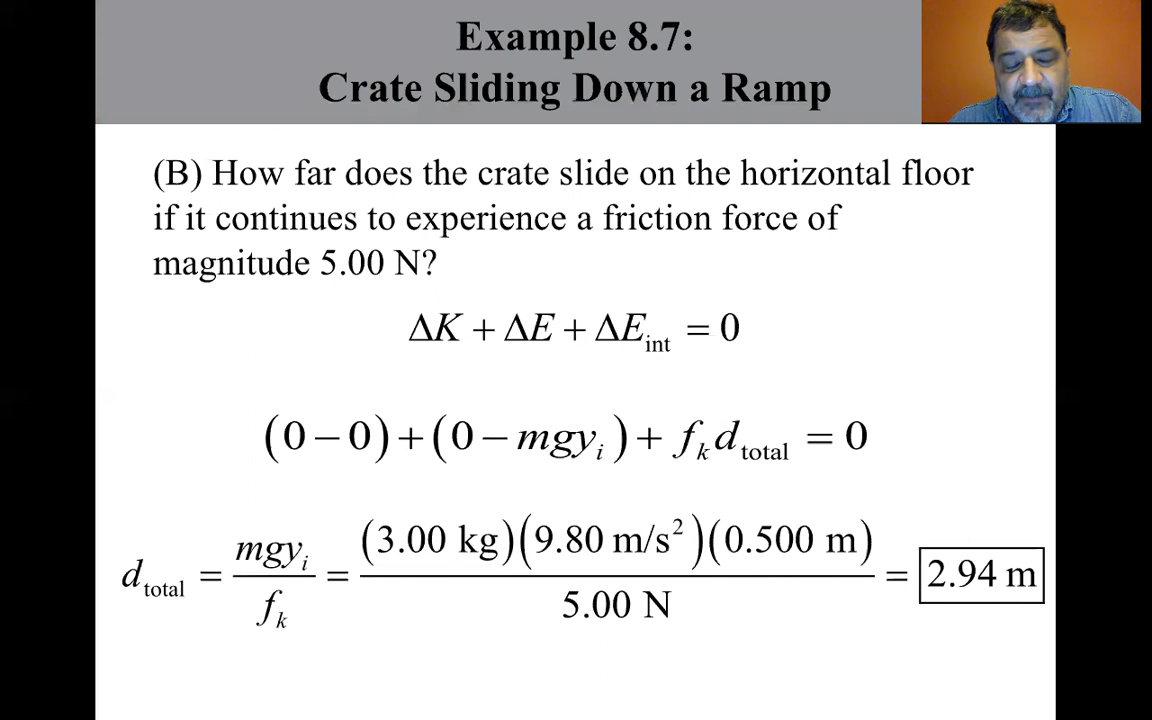 Example 8.7:
Crate Sliding Down a Ramp
(B) How far does the crate slide on the horizontal floor
if it continues to experience a friction force of
magnitude 5.00 N?
ΔK + ΔE + ΔE_int = 0
(0 − 0) + (0 − mgy_i) + f_k d_total = 0
d_total = mgy_i / f_k = (3.00 kg)(9.80 m/s²)(0.500 m) / 5.00 N = 2.94 m